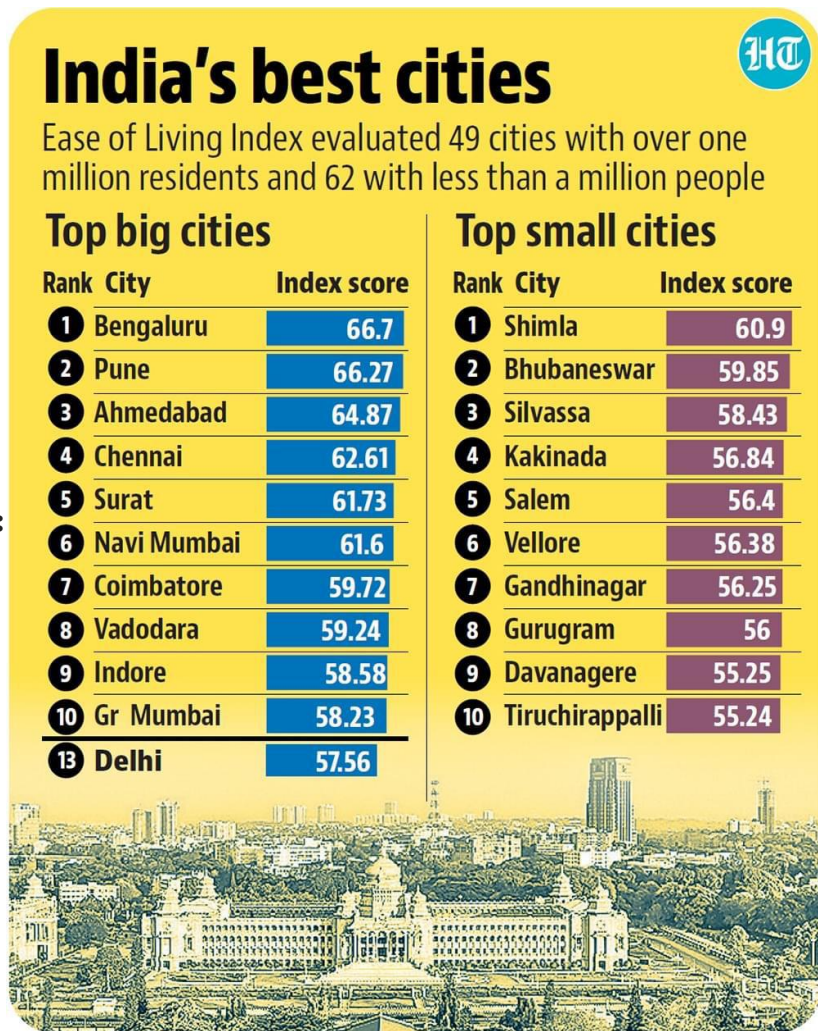 HT
India's best cities
Ease of Living Index evaluated 49 cities with over one
million residents and 62 with less than a million people
Top big cities
Rank City Index score
1 Bengaluru 66.7
2 Pune 66.27
3 Ahmedabad 64.87
4 Chennai 62.61
5 Surat 61.73
6 Navi Mumbai 61.6
7 Coimbatore 59.72
8 Vadodara 59.24
9 Indore 58.58
10 Gr Mumbai 58.23
13 Delhi 57.56
Top small cities
Rank City Index score
1 Shimla 60.9
2 Bhubaneswar 59.85
3 Silvassa 58.43
4 Kakinada 56.84
5 Salem 56.4
6 Vellore 56.38
7 Gandhinagar 56.25
8 Gurugram 56
9 Davanagere 55.25
10 Tiruchirappalli 55.24
: